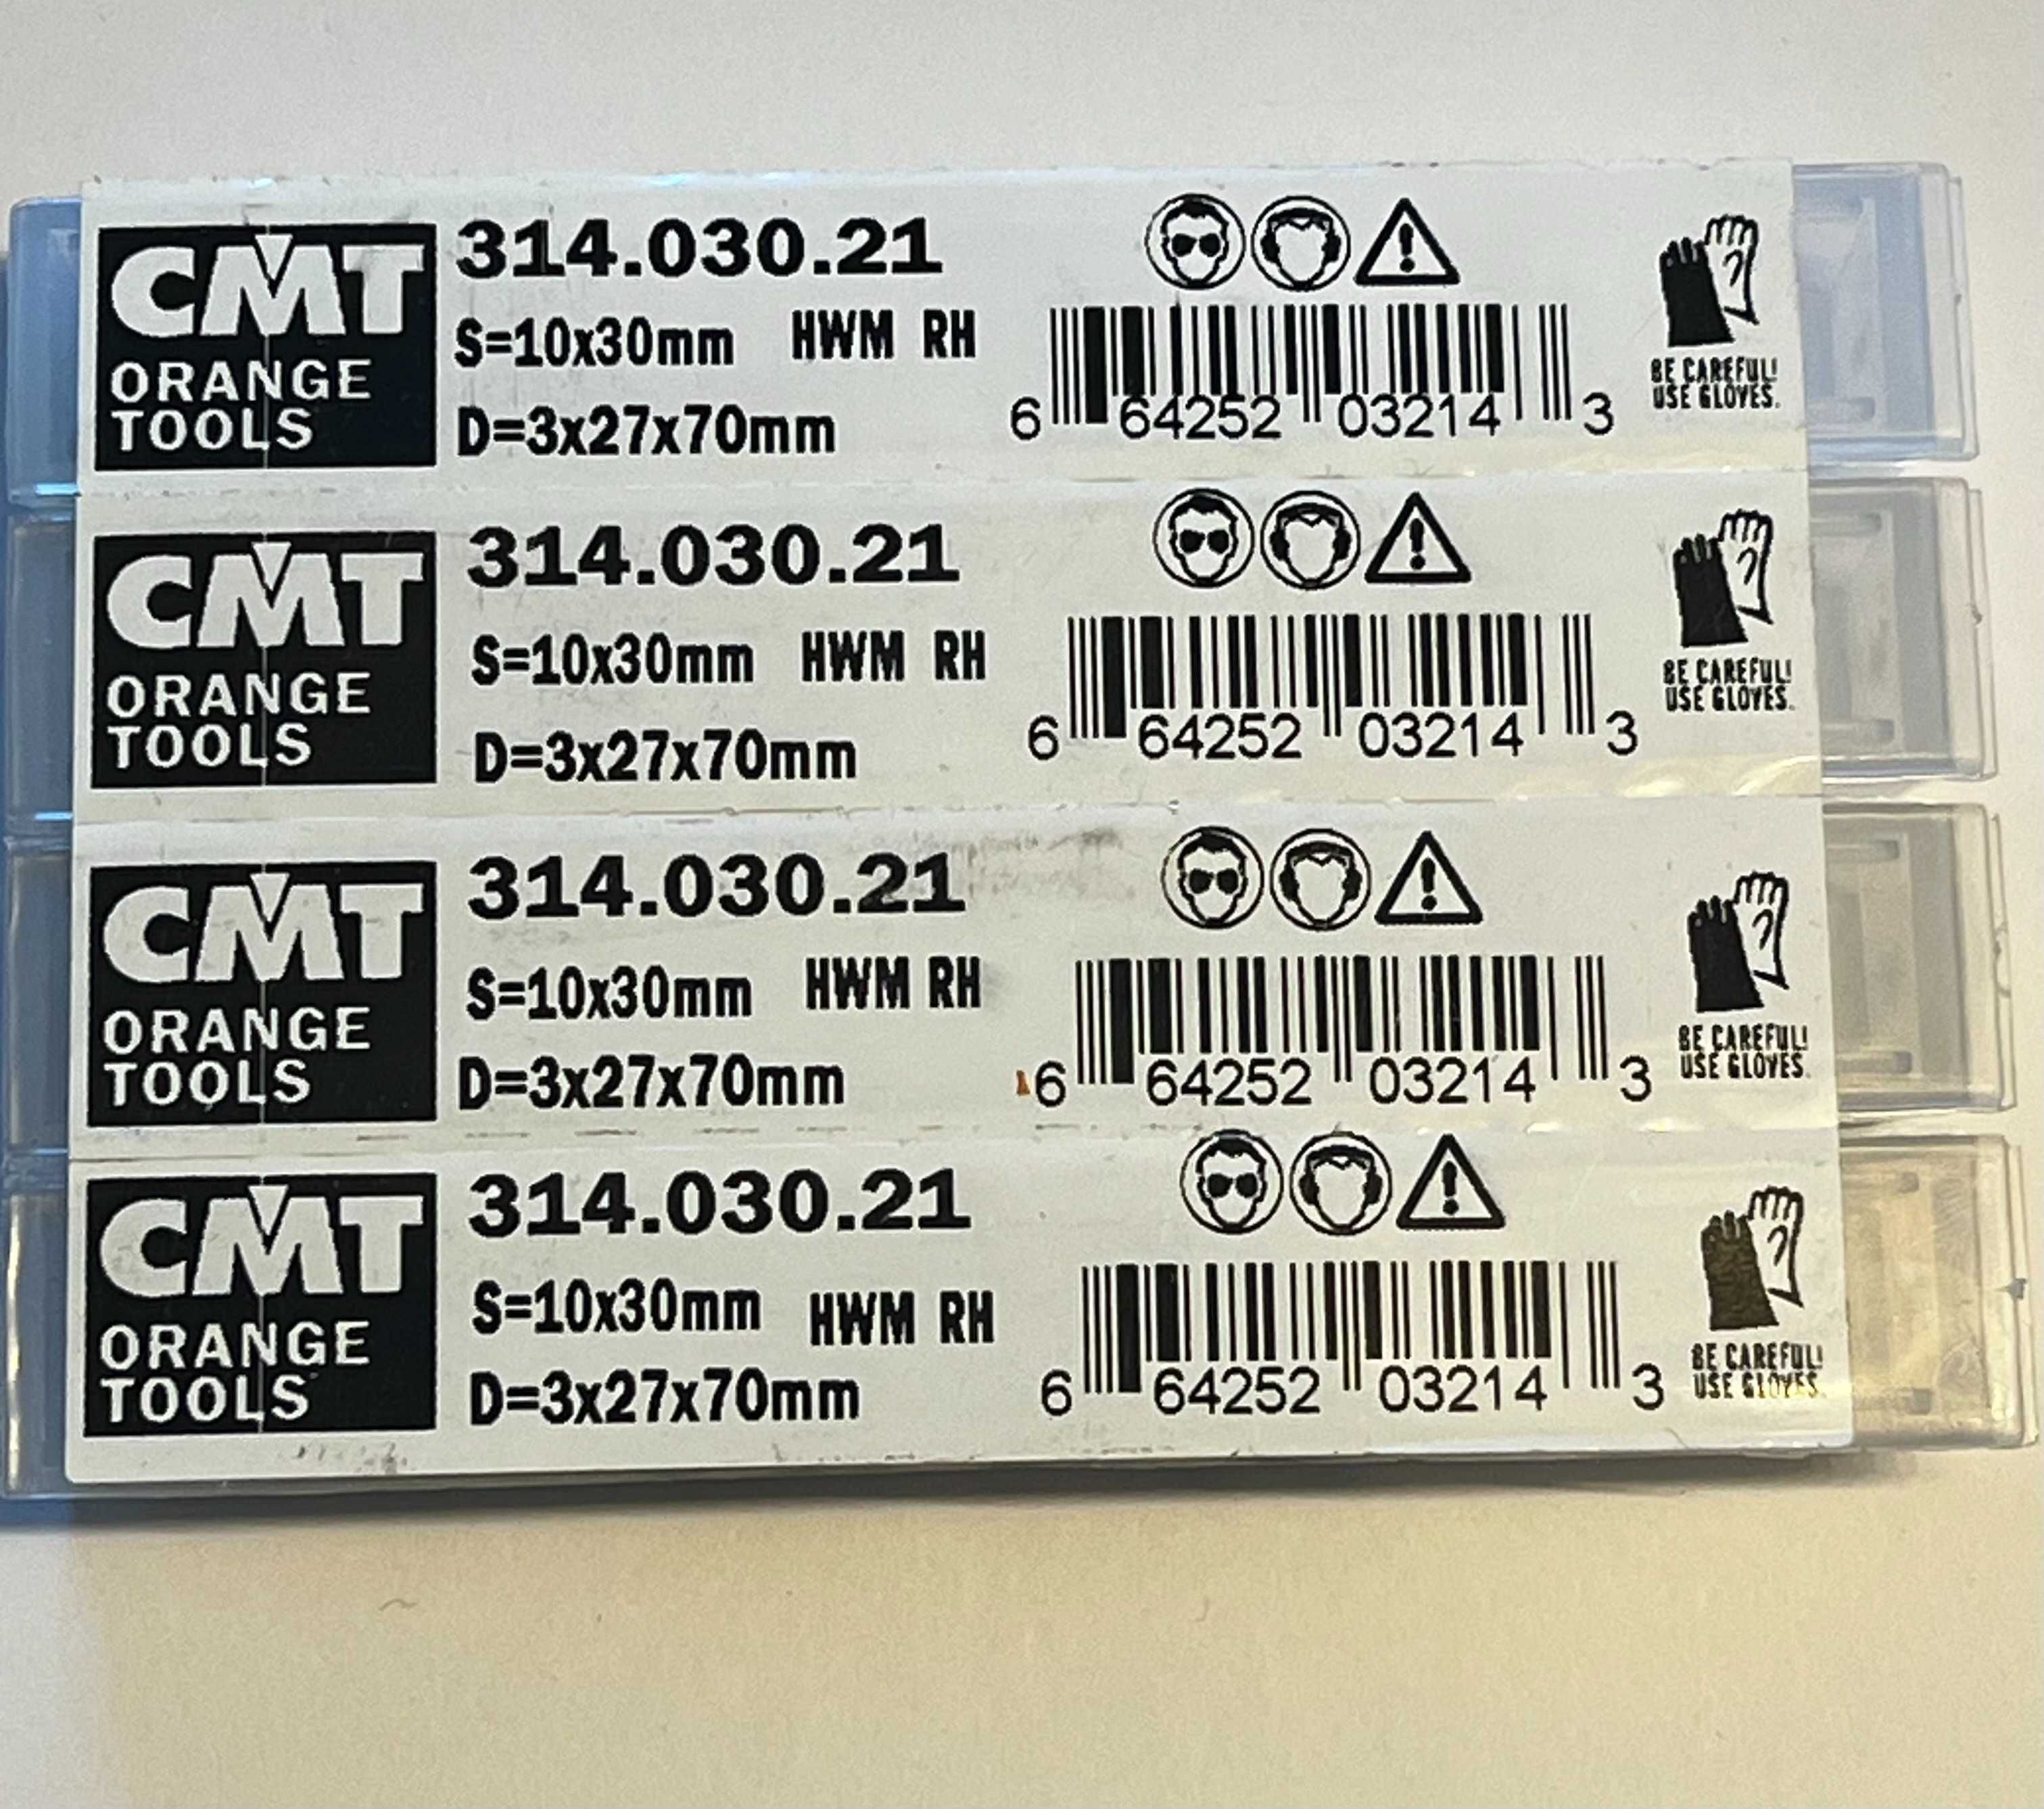 CMT
ORANGE
TOOLS
314.030.21
S=10x30mm HWM RH
D=3x27x70mm
6 64252 03214 3
BE CAREFUL!
USE GLOVES.
CMT
ORANGE
TOOLS
314.030.21
S=10x30mm HWM RH
D=3x27x70mm
6 64252 03214 3
BE CAREFUL!
USE GLOVES.
CMT
ORANGE
TOOLS
314.030.21
S=10x30mm HWM RH
D=3x27x70mm
6 64252 03214 3
BE CAREFUL!
USE GLOVES.
CMT
ORANGE
TOOLS
314.030.21
S=10x30mm HWM RH
D=3x27x70mm
6 64252 03214 3
BE CAREFUL!
USE GLOVES.